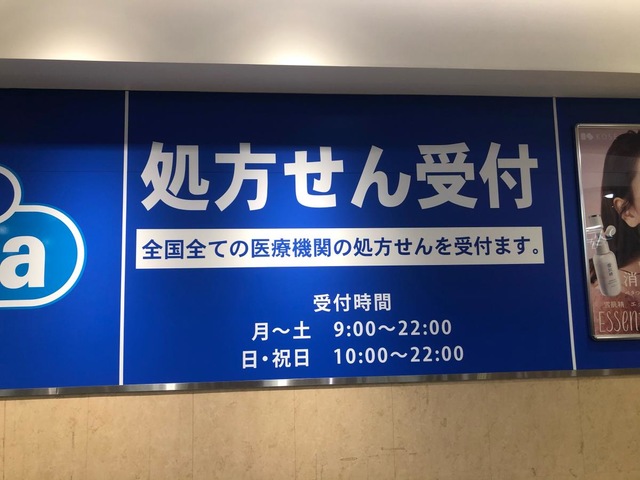 処方せん受付
全国全ての医療機関の処方せんを受付ます。
受付時間
月〜土 9:00〜22:00
日・祝日 10:00〜22:00
a
消
Essen